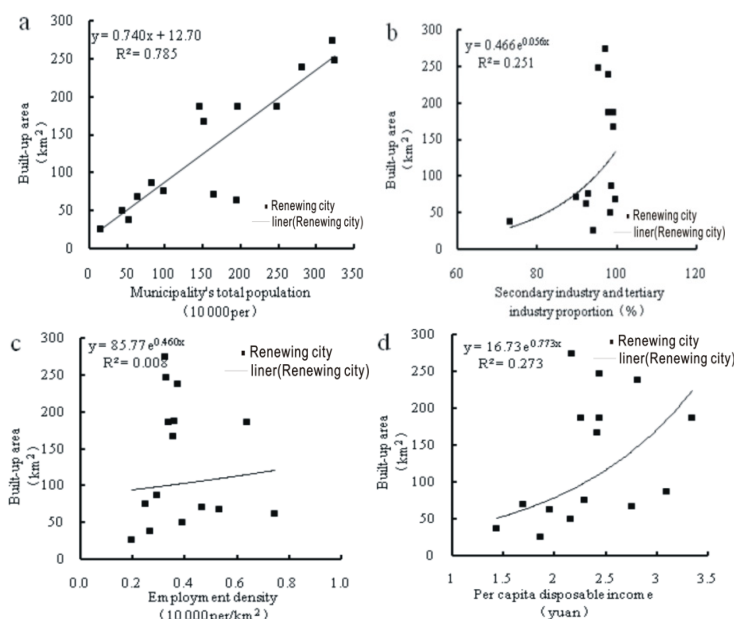 a
y = 0.740x + 12.70
R² = 0.785
Built-up area
(km²)
300
250
200
150
100
50
0
0 50 100 150 200 250 300 350
Municipality's total population
(10 000per)
Renewing city
liner(Renewing city)
b
y = 0.466e^0.056x
R² = 0.251
Built-up area
(km²)
300
250
200
150
100
50
0
60 80 100 120
Secondary industry and tertiary
industry proportion (%)
Renewing city
liner(Renewing city)
c
y = 85.77e^0.460x
R² = 0.008
Built-up area
(km²)
300
250
200
150
100
50
0
0.0 0.2 0.4 0.6 0.8 1.0
Employment density
(10 000per/km²)
Renewing city
liner(Renewing city)
d
y = 16.73e^0.773x
R² = 0.273
Built-up area
(km²)
300
250
200
150
100
50
0
1 1.5 2 2.5 3 3.5
Per capita disposable income
(yuan)
Renewing city
liner(Renewing city)